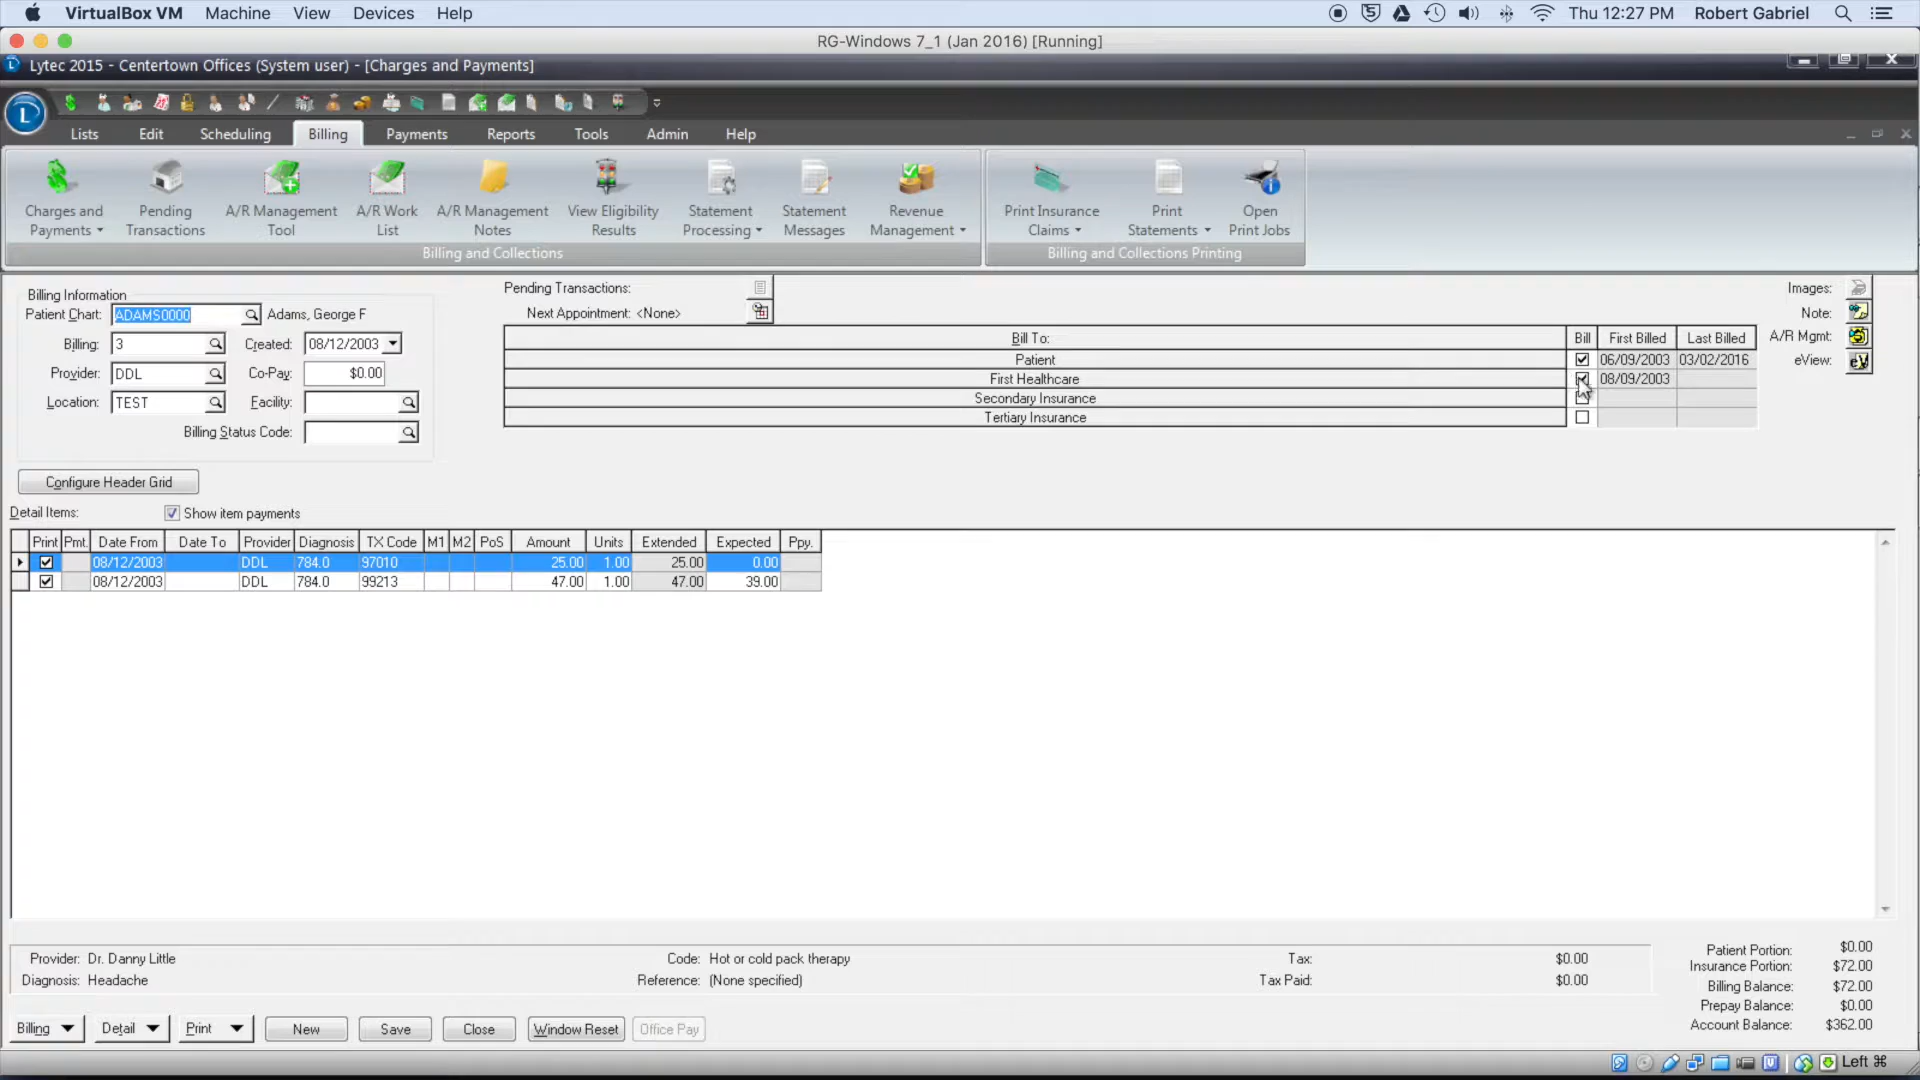 VirtualBox VM Machine View Devices Help Thu 12:27 PM Robert Gabriel
RG-Windows 7_1 (Jan 2016) [Running]
Lytec 2015 - Centertown Offices (System user) - [Charges and Payments]
Lists Edit Scheduling Billing Payments Reports Tools Admin Help
Charges and Payments
Pending Transactions
A/R Management Tool
A/R Work List
A/R Management Notes
View Eligibility Results
Statement Processing
Statement Messages
Revenue Management
Print Insurance Claims
Print Statements
Open Print Jobs
Billing and Collections
Billing and Collections Printing
Billing Information
Patient Chart: ADAMS0000 Adams, George F
Billing: 3 Created: 08/12/2003
Provider: DDL Co-Pay: $0.00
Location: TEST Facility:
Billing Status Code:
Pending Transactions:
Next Appointment: <None>
Bill To: Bill First Billed Last Billed
Patient 06/09/2003 03/02/2016
First Healthcare 08/09/2003
Secondary Insurance
Tertiary Insurance
Images:
Note:
A/R Mgmt:
eView: eV
Configure Header Grid
Detail Items: Show item payments
Print Pmt. Date From Date To Provider Diagnosis TX Code M1 M2 PoS Amount Units Extended Expected Ppy.
08/12/2003 DDL 784.0 97010 25.00 1.00 25.00 0.00
08/12/2003 DDL 784.0 99213 47.00 1.00 47.00 39.00
Provider: Dr. Danny Little Code: Hot or cold pack therapy Tax: $0.00
Diagnosis: Headache Reference: (None specified) Tax Paid: $0.00
Patient Portion: $0.00
Insurance Portion: $72.00
Billing Balance: $72.00
Prepay Balance: $0.00
Account Balance: $362.00
Billing Detail Print New Save Close Window Reset Office Pay
Left ⌘